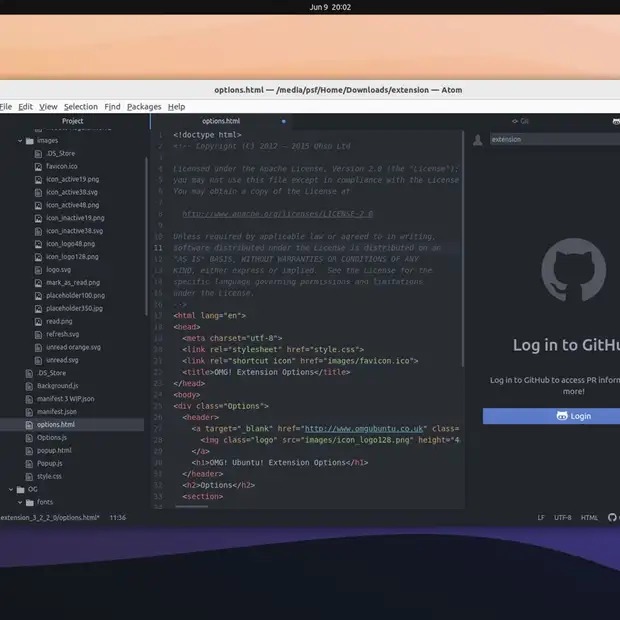 Jun 9 20:02
options.html — /media/psf/Home/Downloads/extension — Atom
File Edit View Selection Find Packages Help
Project
images
.DS_Store
favicon.ico
icon_active19.png
icon_active38.svg
icon_active48.png
icon_inactive19.png
icon_inactive38.svg
icon_logo48.png
icon_logo128.png
logo.svg
mark_as_read.png
placeholder100.png
placeholder350.jpg
read.png
refresh.svg
unread orange.svg
unread.svg
.DS_Store
Background.js
manifest 3 WIP.json
manifest.json
options.html
Options.js
popup.html
Popup.js
style.css
OG
fonts
options.html
1 <!doctype html>
2 <!-- Copyright (C) 2012 – 2015 Ohso Ltd
3
4 Licensed under the Apache License, Version 2.0 (the "License");
5 you may not use this file except in compliance with the License
6 You may obtain a copy of the License at
7
8 http://www.apache.org/licenses/LICENSE-2.0
9
10 Unless required by applicable law or agreed to in writing,
11 software distributed under the License is distributed on an
12 "AS IS" BASIS, WITHOUT WARRANTIES OR CONDITIONS OF ANY
13 KIND, either express or implied. See the License for the
14 specific language governing permissions and limitations
15 under the License.
16 -->
17 <html lang="en">
18 <head>
19 <meta charset="utf-8">
20 <link rel="stylesheet" href="style.css">
21 <link rel="shortcut icon" href="images/favicon.ico">
22 <title>OMG! Extension Options</title>
23 </head>
24 <body>
25 <div class="Options">
26 <header>
27 <a target="_blank" href="http://www.omgubuntu.co.uk" class=
28 <img class="logo" src="images/icon_logo128.png" height="4
29 </a>
30 <h1>OMG! Ubuntu! Extension Options</h1>
31 </header>
32 <h2>Options</h2>
33 <section>
34
Git
extension
Log in to GitHu
Log in to GitHub to access PR inform
more!
Login
extension_3_2_2_0/options.html* 11:36
LF UTF-8 HTML